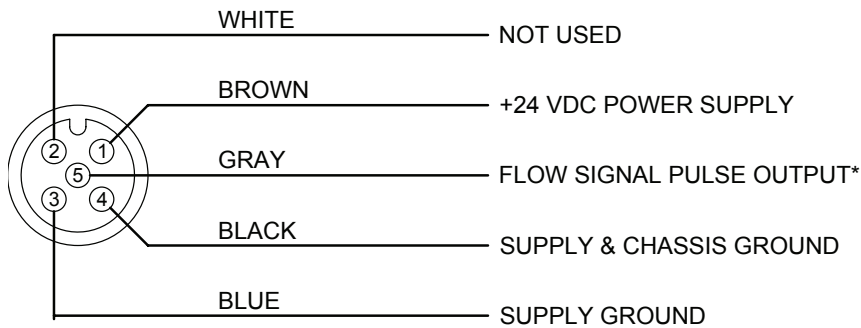 WHITE NOT USED
BROWN +24 VDC POWER SUPPLY
2 1
GRAY FLOW SIGNAL PULSE OUTPUT*
5
3 4
BLACK SUPPLY & CHASSIS GROUND
BLUE SUPPLY GROUND